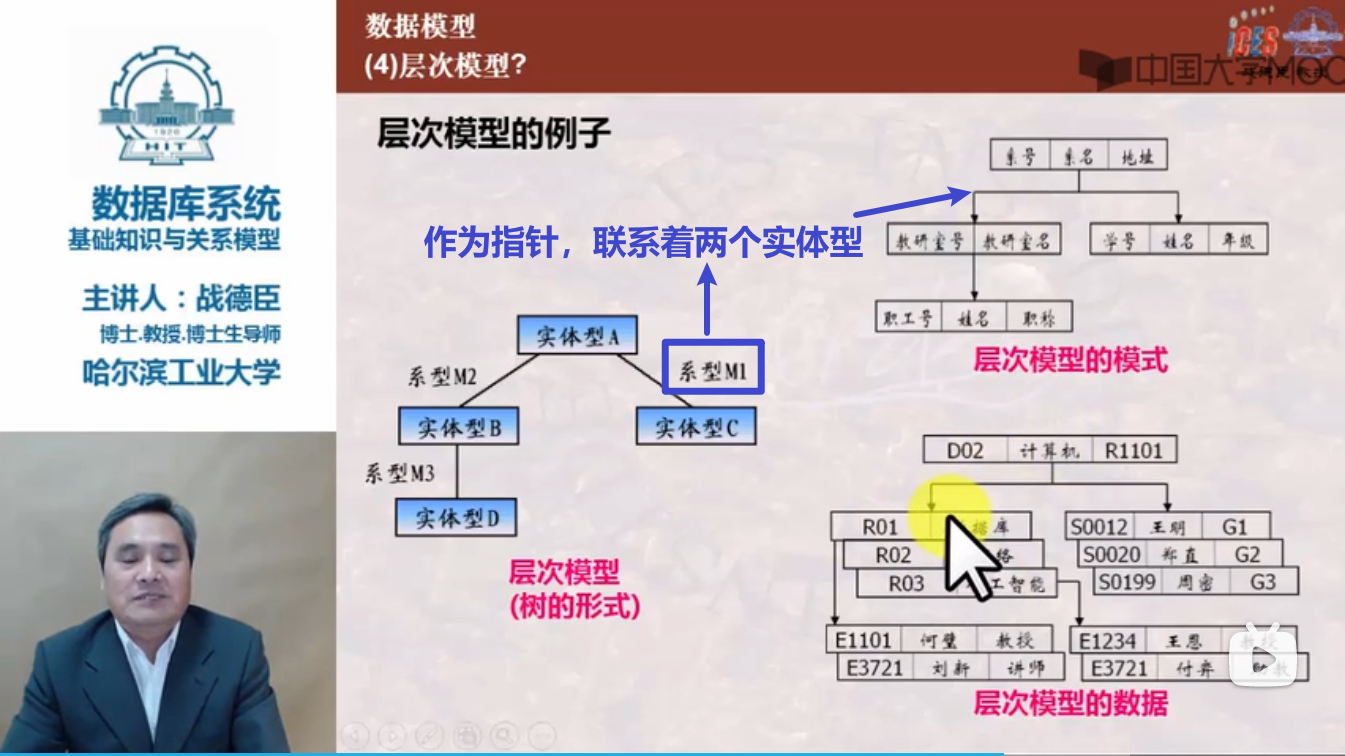 1920
HIT
数据库系统
基础知识与关系模型
主讲人：战德臣
博士.教授.博士生导师
哈尔滨工业大学
数据模型
(4)层次模型?
ICES
中国大学MOOC
层次模型的例子
作为指针，联系着两个实体型
实体型A
系型M2
系型M1
实体型B
实体型C
系型M3
实体型D
层次模型
(树的形式)
系号 系名 地址
教研室号 教研室名
学号 姓名 年级
职工号 姓名 职称
层次模型的模式
D02 计算机 R1101
R01 据库
R02 络
R03 工智能
S0012 王明 G1
S0020 郑直 G2
S0199 周密 G3
E1101 何璧 教授
E3721 刘新 讲师
E1234 王恩 教授
E3721 付弈 助教
层次模型的数据